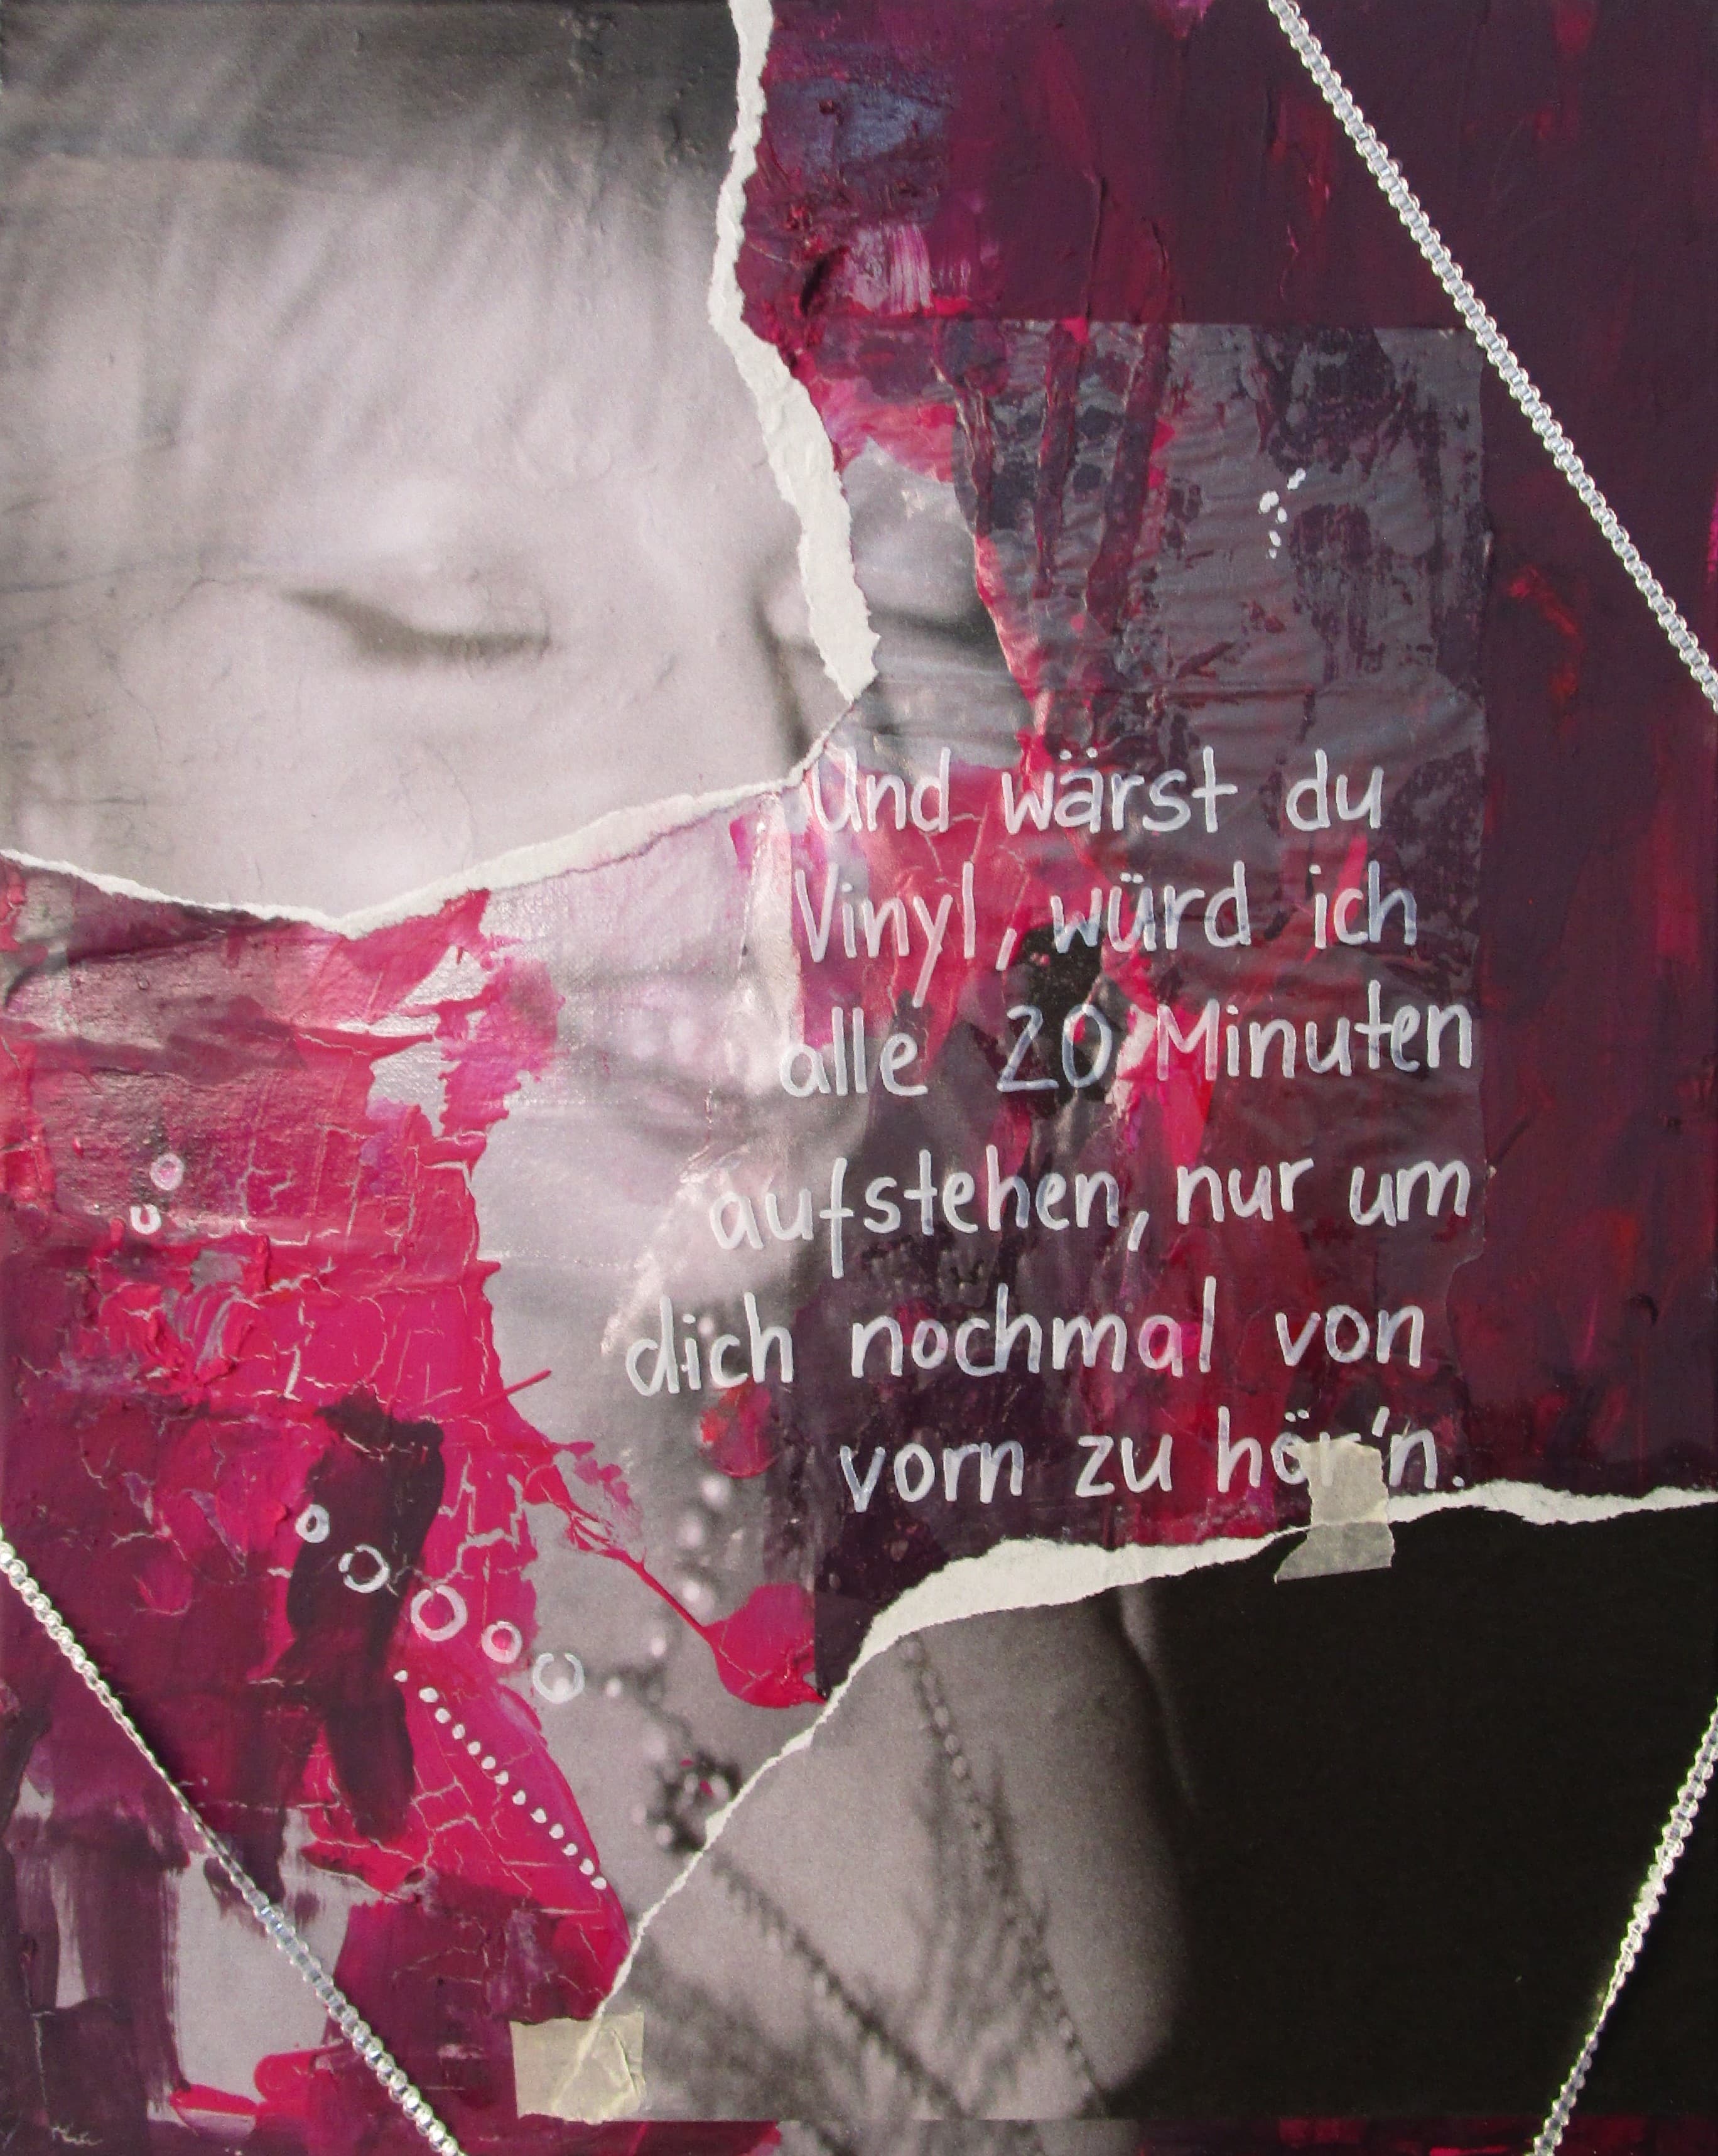 Und wärst du
Vinyl, würd ich
alle 20 Minuten
aufstehen, nur um
dich nochmal von
vorn zu hör'n.